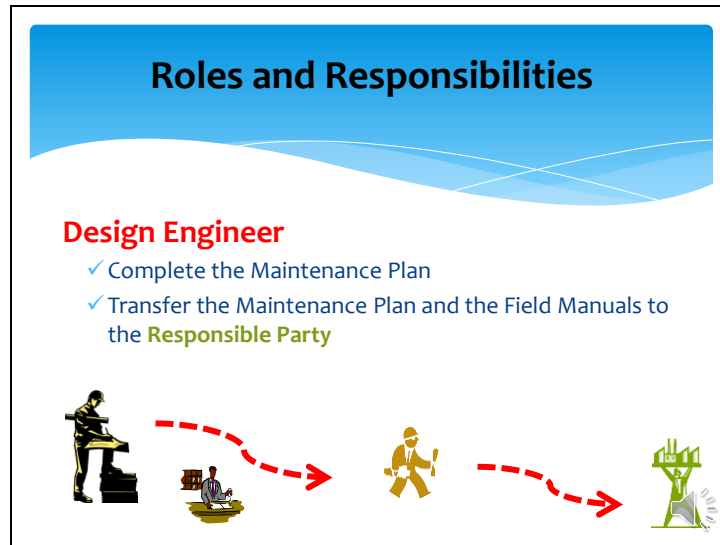 Roles and Responsibilities
Design Engineer
✓ Complete the Maintenance Plan
✓ Transfer the Maintenance Plan and the Field Manuals to
the Responsible Party